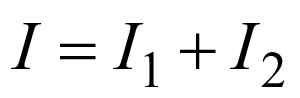 I = I₁ + I₂